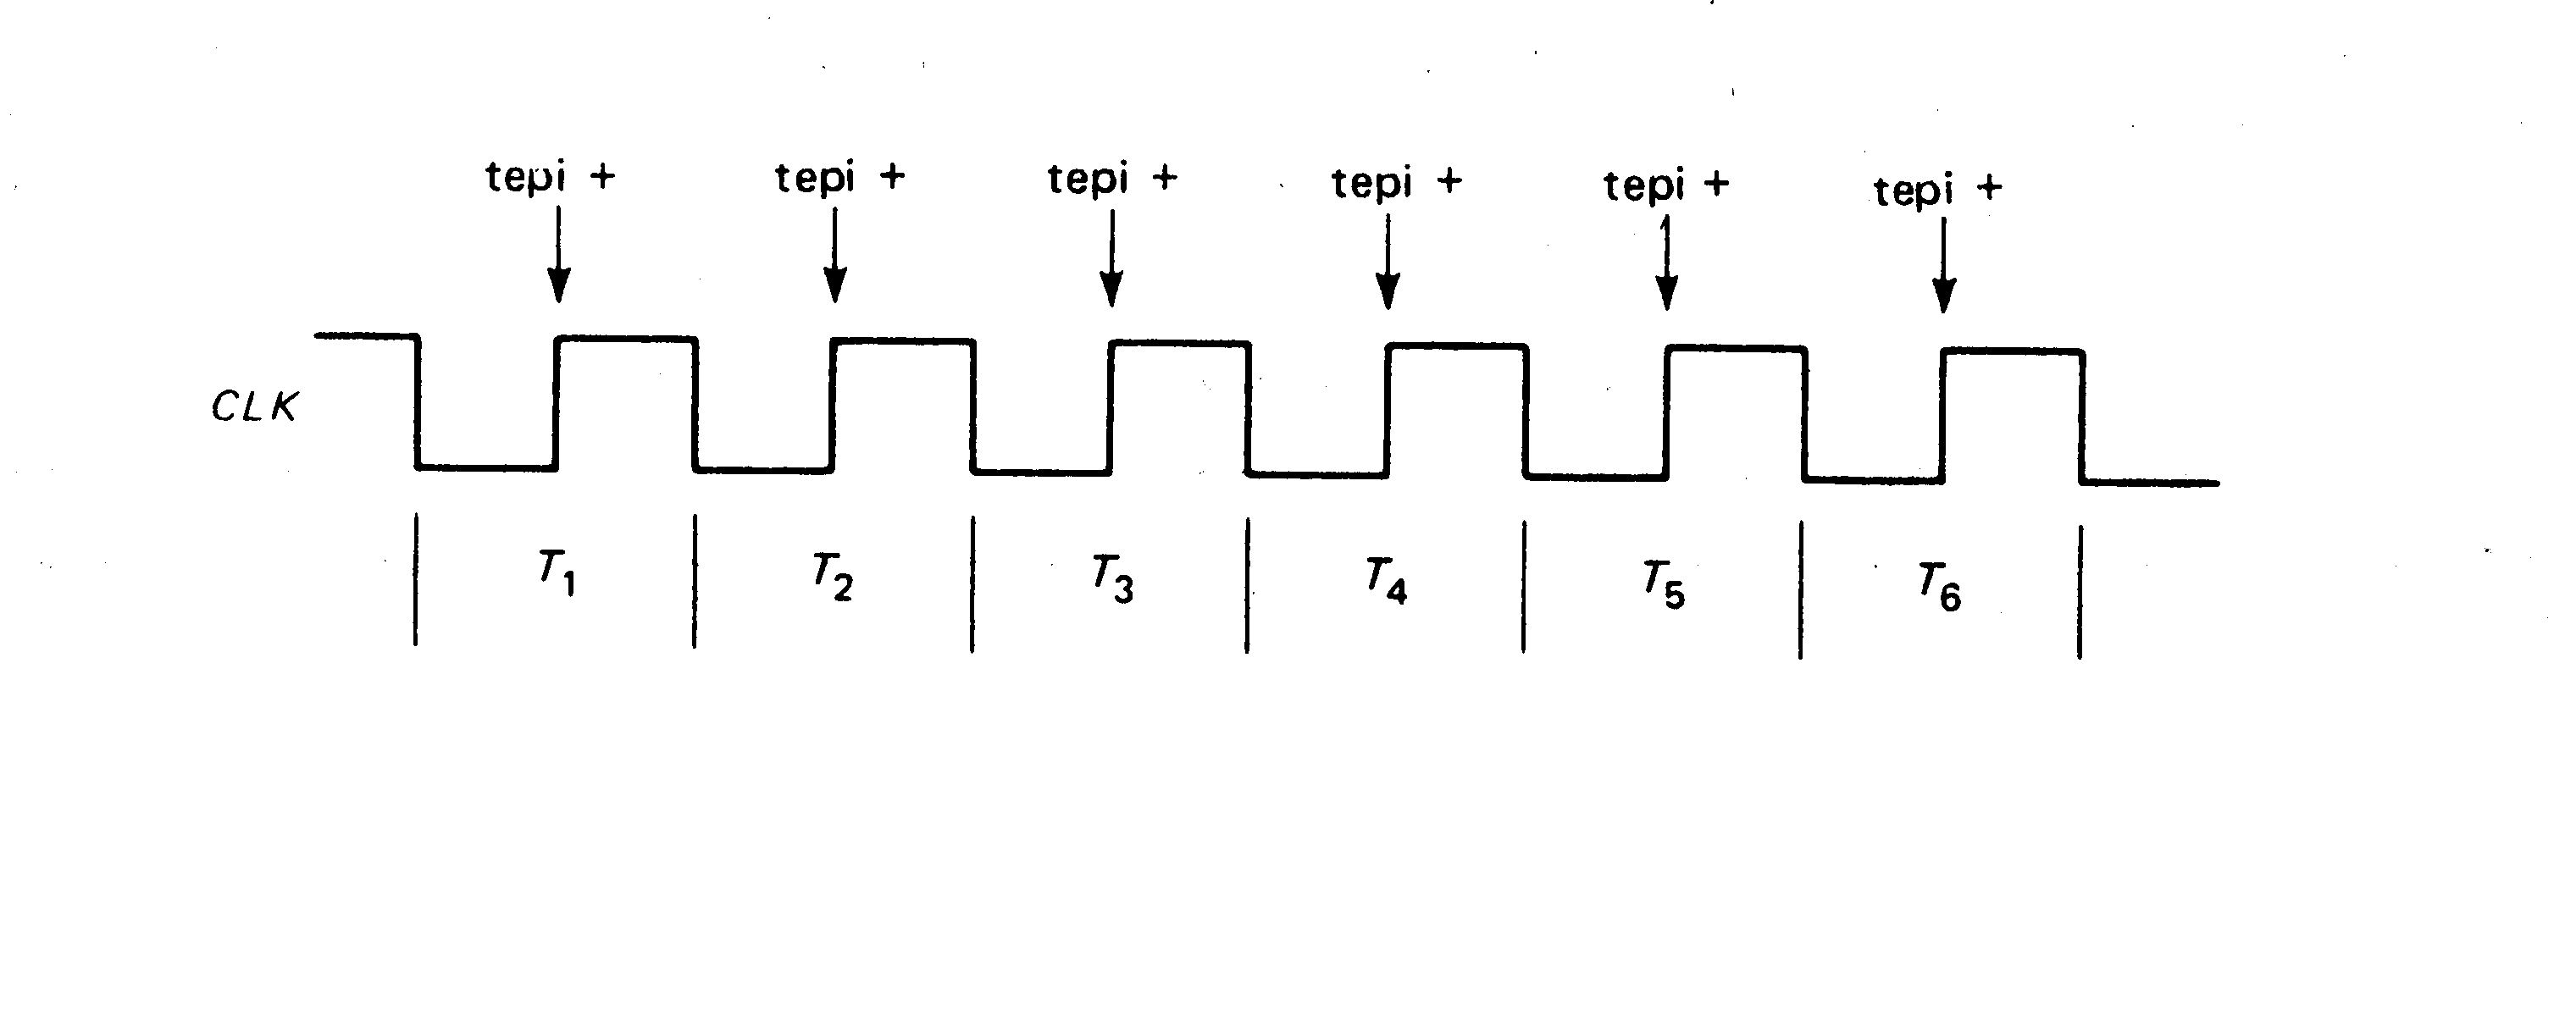 tepi + tepi + tepi + tepi + tepi + tepi +
CLK
T1 T2 T3 T4 T5 T6